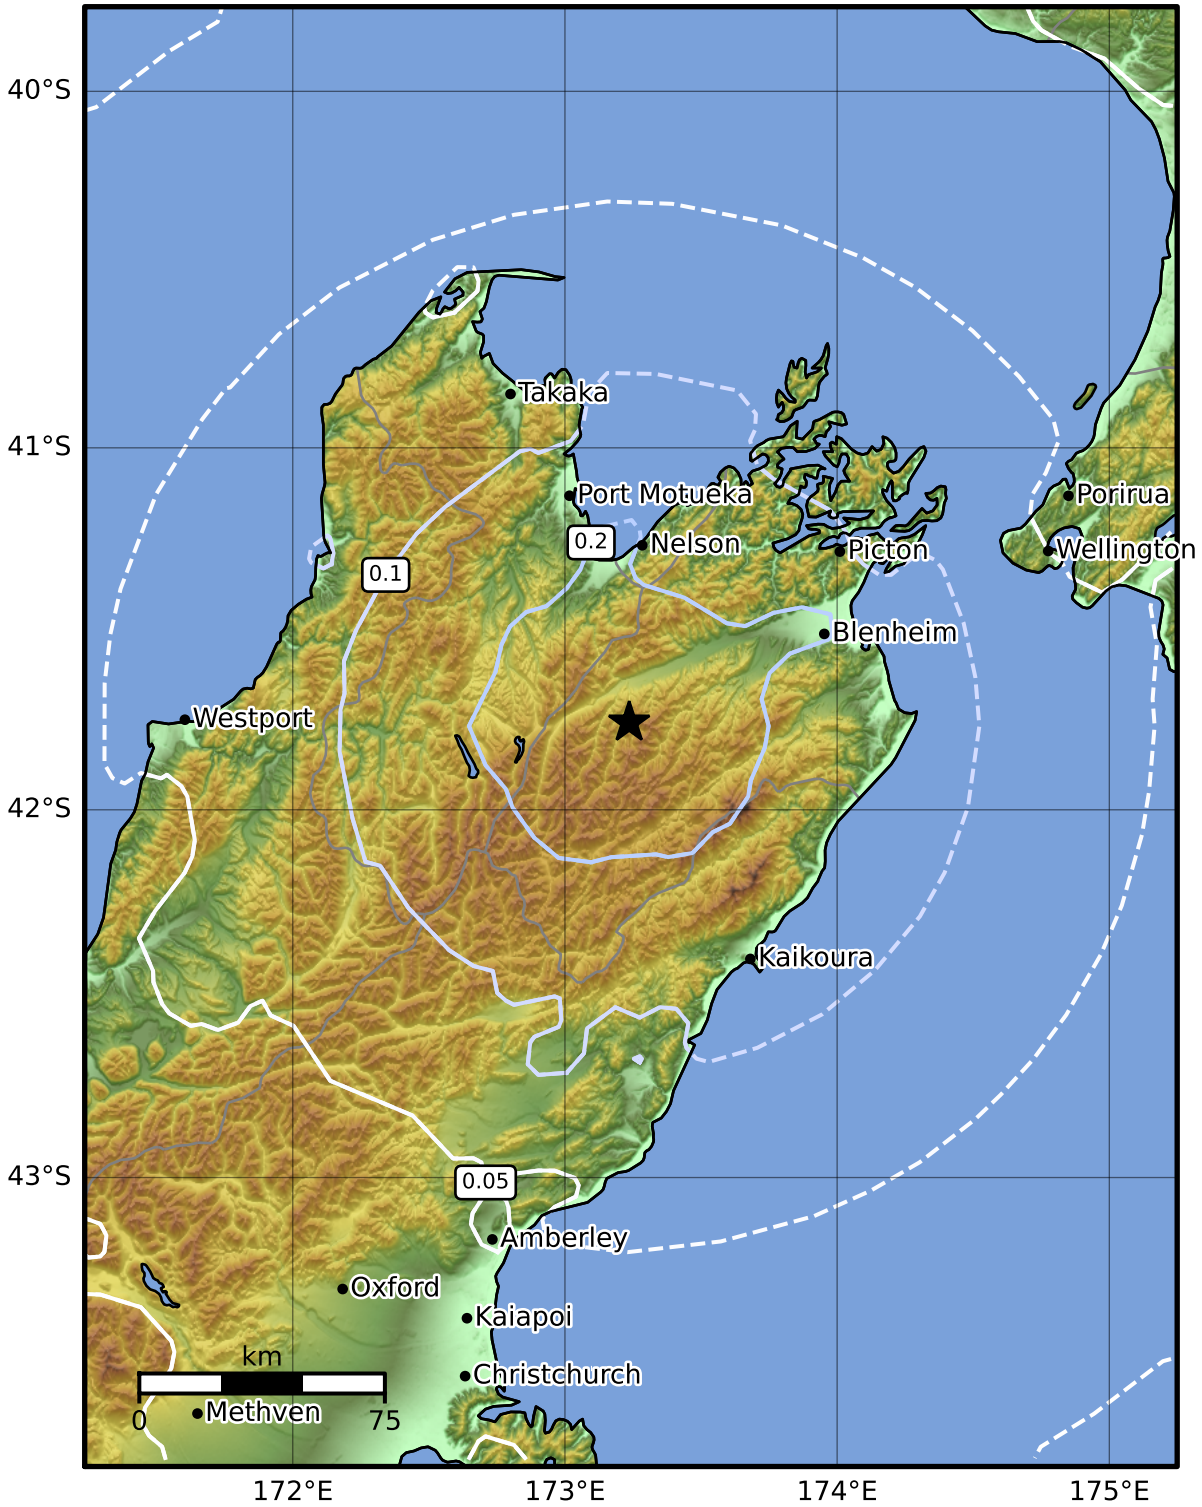 40°S
Takaka
41°S
Port Motueka
Porirua
0.2
Nelson
Picton
Wellington
0.1
Blenheim
Westport
42°S
Kaikoura
43°S
0.05
Amberley
Oxford
Kaiapoi
km
Christchurch
Methven
0
75
172°E
173°E
174°E
175°E